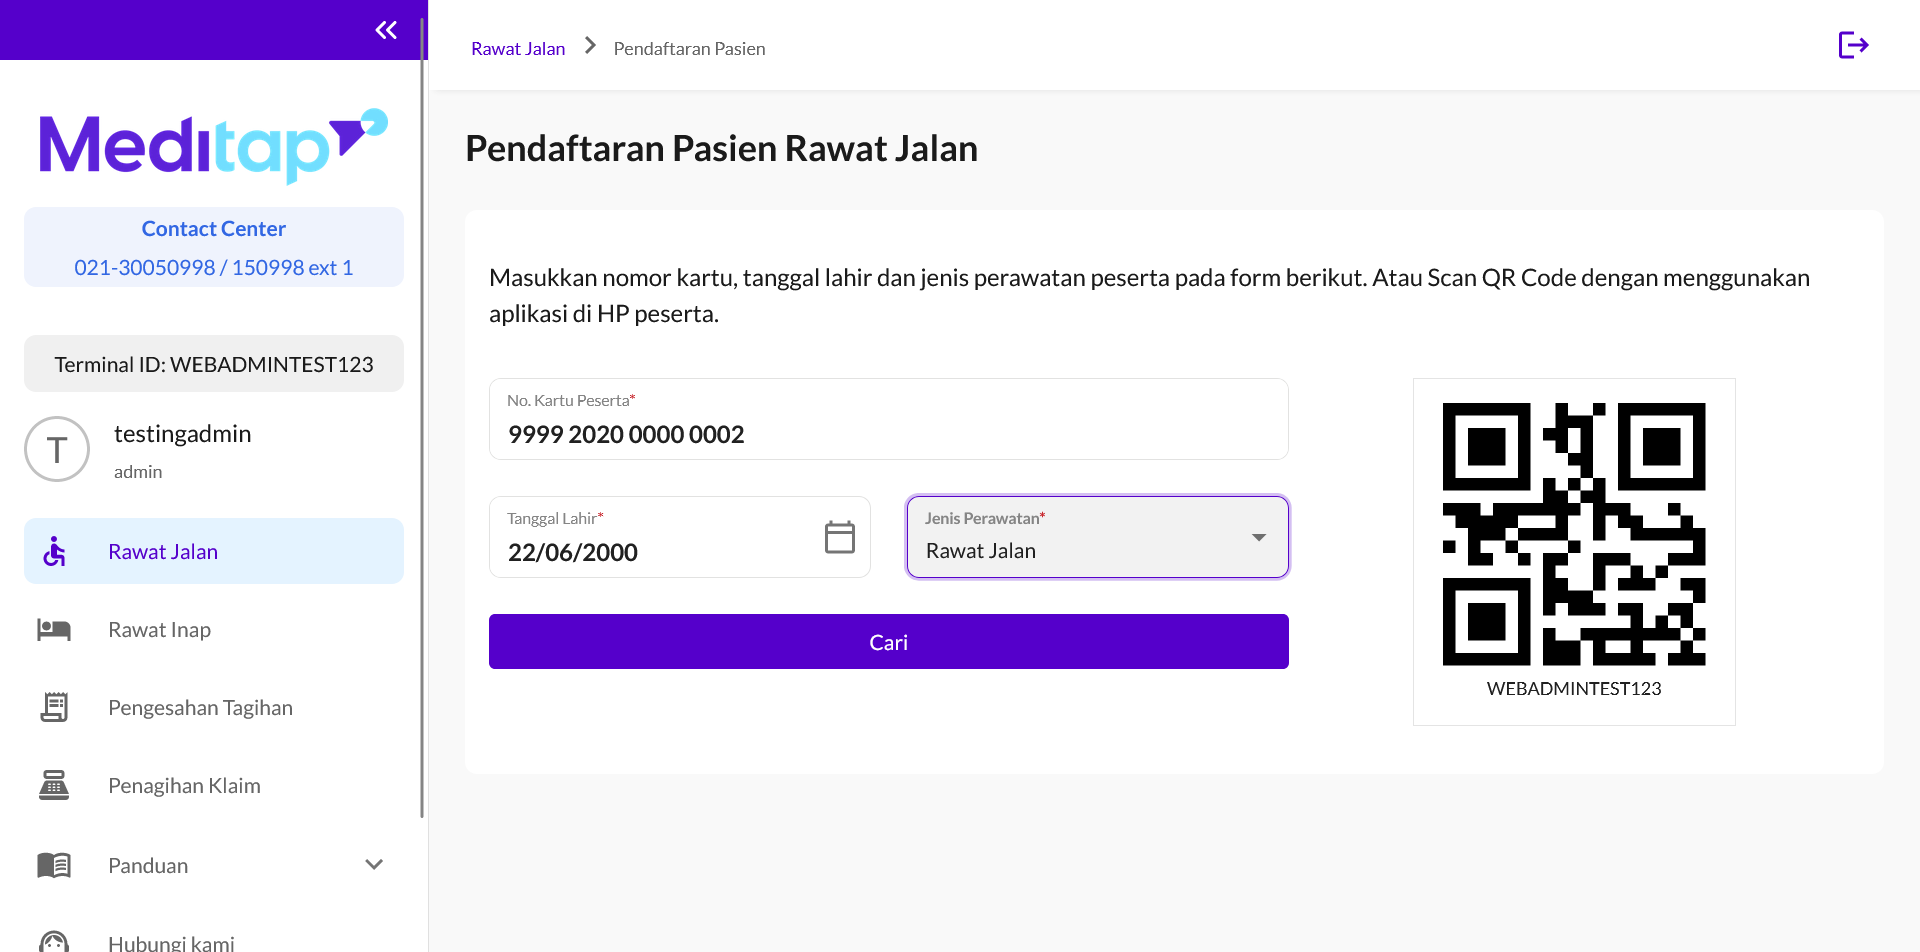 Meditap
Contact Center
021-30050998 / 150998 ext 1
Terminal ID: WEBADMINTEST123
T
testingadmin
admin
Rawat Jalan
Rawat Inap
Pengesahan Tagihan
Penagihan Klaim
Panduan
Hubungi kami
Rawat Jalan
Pendaftaran Pasien
Pendaftaran Pasien Rawat Jalan
Masukkan nomor kartu, tanggal lahir dan jenis perawatan peserta pada form berikut. Atau Scan QR Code dengan menggunakan
aplikasi di HP peserta.
No. Kartu Peserta*
9999 2020 0000 0002
Tanggal Lahir*
22/06/2000
Jenis Perawatan*
Rawat Jalan
Cari
WEBADMINTEST123